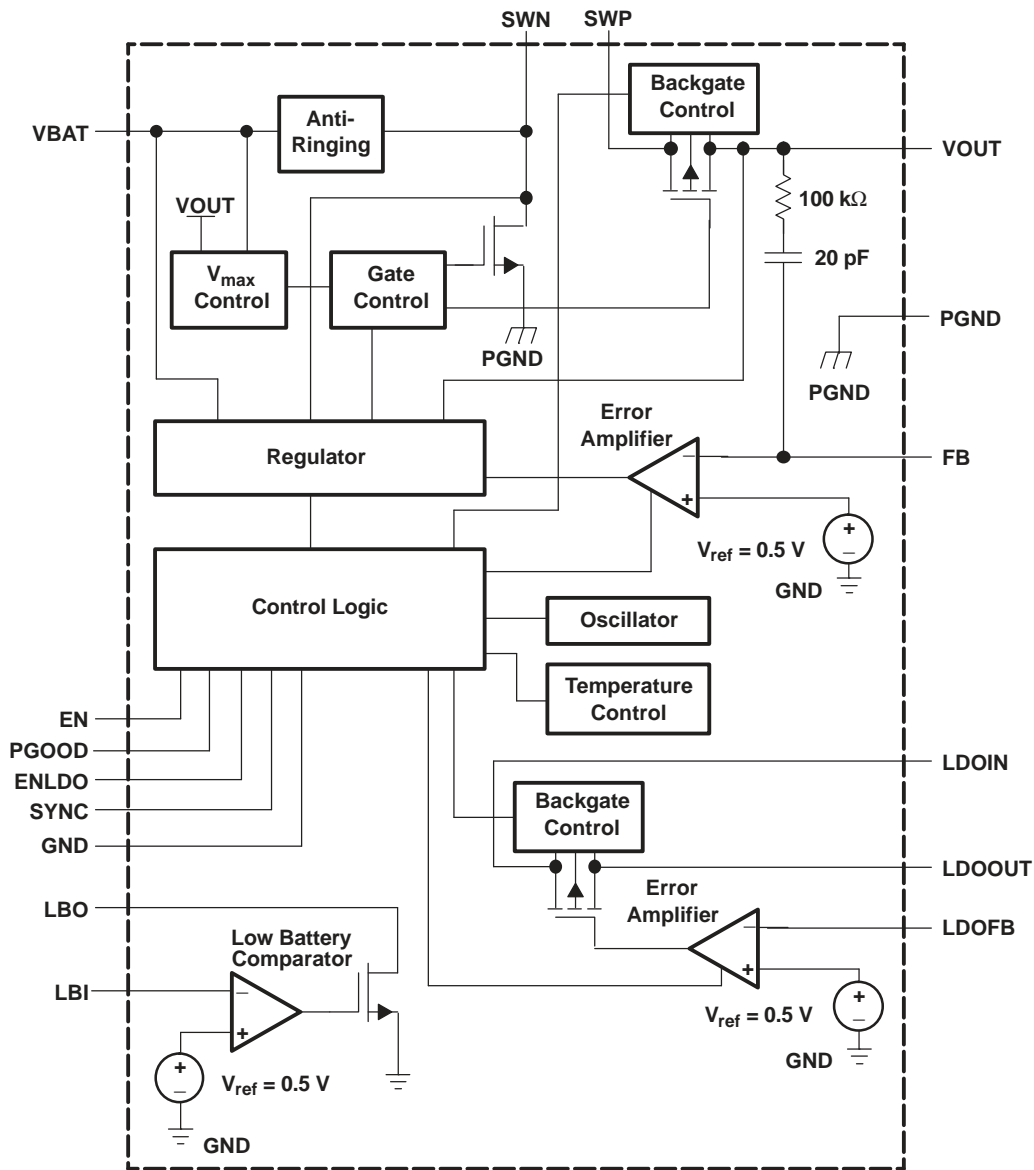 SWN SWP
Backgate
Control
VBAT
Anti-
Ringing
VOUT
VOUT
100 kΩ
20 pF
Vmax
Control
Gate
Control
PGND
PGND
PGND
Error
Amplifier
Regulator
−
+
FB
Vref = 0.5 V
+
−
GND
Control Logic
Oscillator
Temperature
Control
EN
PGOOD
ENLDO
SYNC
GND
LDOIN
Backgate
Control
LDOOUT
Error
Amplifier
LBO
−
+
LDOFB
Low Battery
Comparator
LBI
−
+
Vref = 0.5 V
+
−
GND
+
−
Vref = 0.5 V
GND